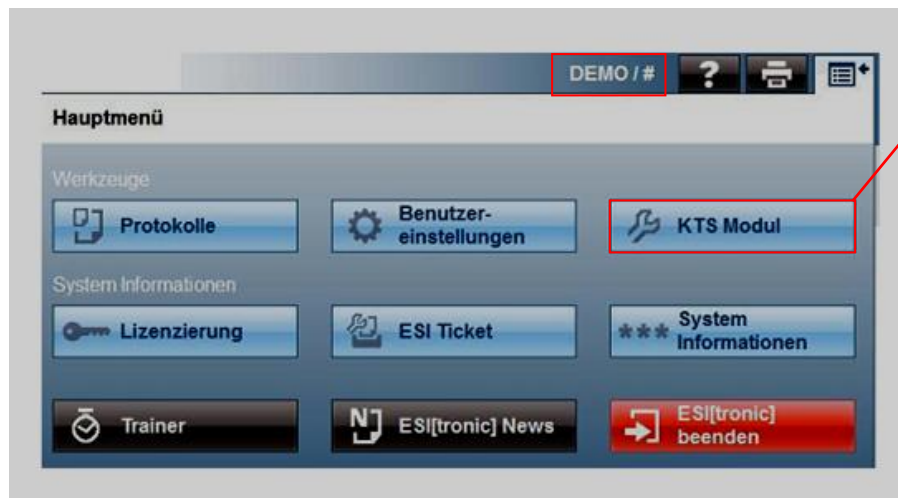 DEMO / #
?
Hauptmenü
Werkzeuge
Protokolle
Benutzer-
einstellungen
KTS Modul
System Informationen
Lizenzierung
ESI Ticket
***
System
Informationen
Trainer
N
ESI[tronic] News
ESI[tronic]
beenden